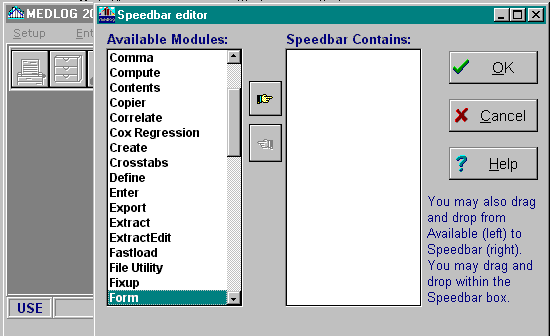 MEDLOG 20
Speedbar editor
Setup
En
Available Modules:
Speedbar Contains:
Comma
Compute
Contents
Copier
Correlate
Cox Regression
Create
Crosstabs
Define
Enter
Export
Extract
ExtractEdit
Fastload
File Utility
Fixup
Form
OK
Cancel
Help
You may also drag
and drop from
Available (left) to
Speedbar (right).
You may drag and
drop within the
Speedbar box.
USE